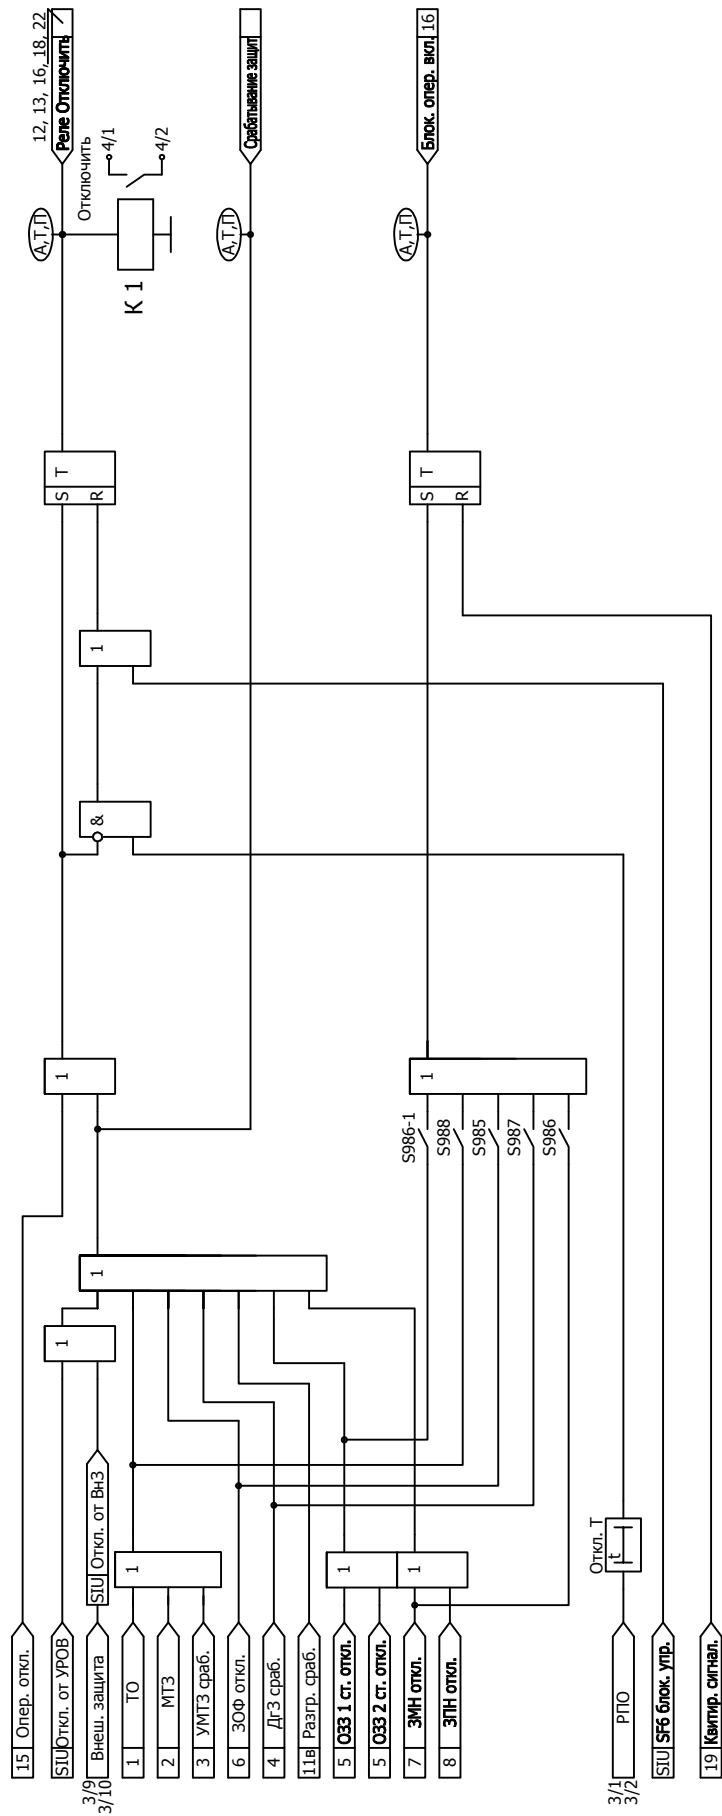 12, 13, 16, 18, 22
Реле Отключить
Срабатывание защит
Блок. опер. вкл.
16
А,Т,П
А,Т,П
А,Т,П
Отключить
4/1
4/2
К 1
S
T
R
S
T
R
1
&
1
1
S986-1
S988
S985
S987
S986
1
1
SIU
Откл. от ВнЗ
1
1
1
Откл. Т
t
15
Опер. откл.
SIU
Откл. от УРОВ
3/9
3/10
Внеш. защита
1
ТО
2
МТЗ
3
УМТЗ сраб.
6
ЗОФ откл.
4
ДгЗ сраб.
11в
Разгр. сраб.
5
ОЗЗ 1 ст. откл.
5
ОЗЗ 2 ст. откл.
7
ЗМН откл.
8
ЗПН откл.
3/1
3/2
РПО
SIU
SF6 блок. упр.
19
Квитир. сигнал.